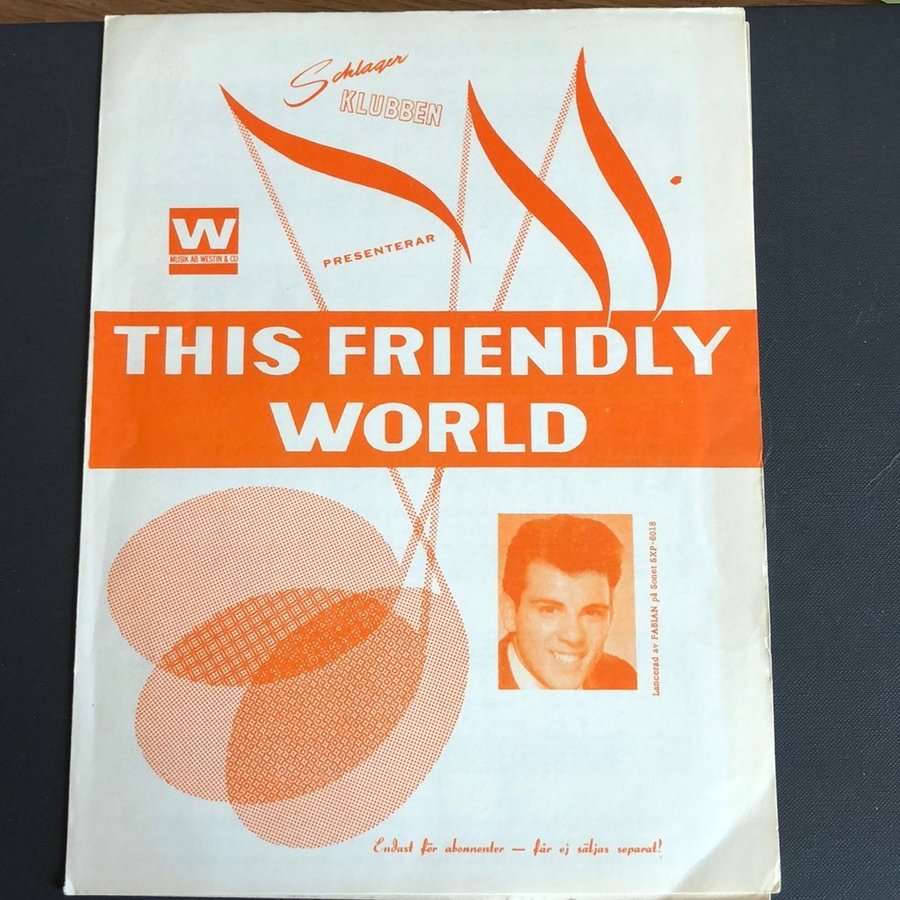 Schlager
KLUBBEN
W
MUSIK AB WESTIN & CO
PRESENTERAR
THIS FRIENDLY
WORLD
Lancerad av FABIAN på Sonet SXP-6018
Endast för abonnenter — får ej säljas separat!